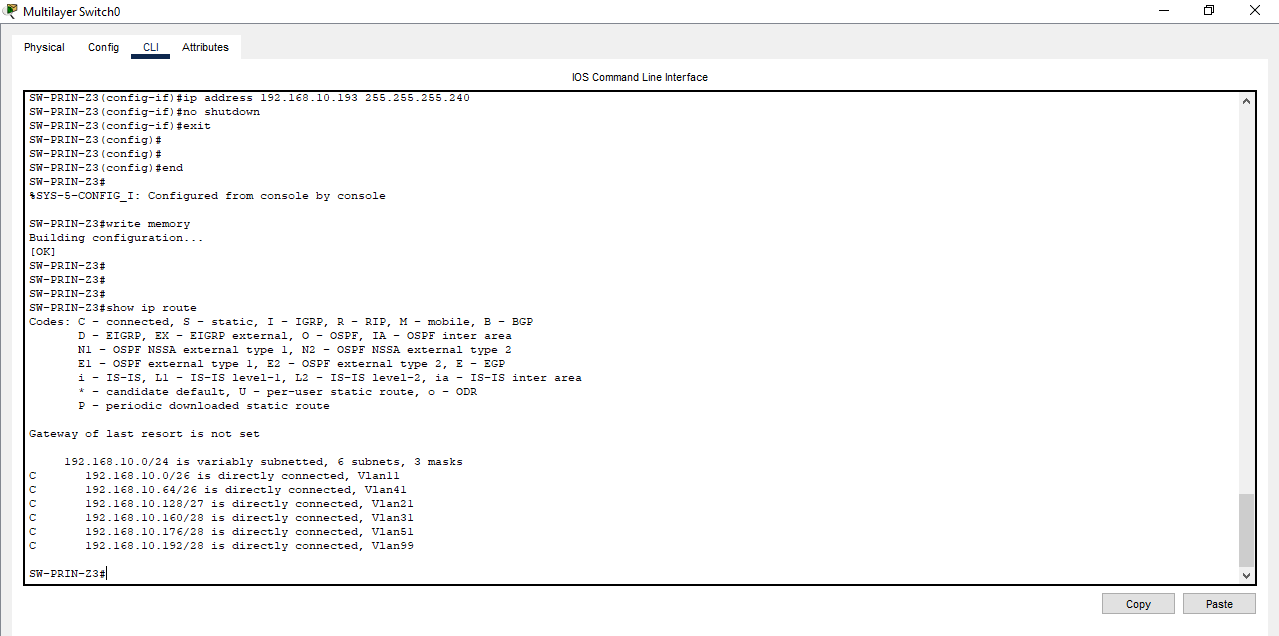 Multilayer Switch0
Physical Config CLI Attributes
IOS Command Line Interface
SW-PRIN-Z3(config-if)#ip address 192.168.10.193 255.255.255.240
SW-PRIN-Z3(config-if)#no shutdown
SW-PRIN-Z3(config-if)#exit
SW-PRIN-Z3(config)#
SW-PRIN-Z3(config)#
SW-PRIN-Z3(config)#end
SW-PRIN-Z3#
%SYS-5-CONFIG_I: Configured from console by console
SW-PRIN-Z3#write memory
Building configuration...
[OK]
SW-PRIN-Z3#
SW-PRIN-Z3#
SW-PRIN-Z3#
SW-PRIN-Z3#show ip route
Codes: C - connected, S - static, I - IGRP, R - RIP, M - mobile, B - BGP
D - EIGRP, EX - EIGRP external, O - OSPF, IA - OSPF inter area
N1 - OSPF NSSA external type 1, N2 - OSPF NSSA external type 2
E1 - OSPF external type 1, E2 - OSPF external type 2, E - EGP
i - IS-IS, L1 - IS-IS level-1, L2 - IS-IS level-2, ia - IS-IS inter area
* - candidate default, U - per-user static route, o - ODR
P - periodic downloaded static route
Gateway of last resort is not set
192.168.10.0/24 is variably subnetted, 6 subnets, 3 masks
C 192.168.10.0/26 is directly connected, Vlan11
C 192.168.10.64/26 is directly connected, Vlan41
C 192.168.10.128/27 is directly connected, Vlan21
C 192.168.10.160/28 is directly connected, Vlan31
C 192.168.10.176/28 is directly connected, Vlan51
C 192.168.10.192/28 is directly connected, Vlan99
SW-PRIN-Z3#
Copy Paste